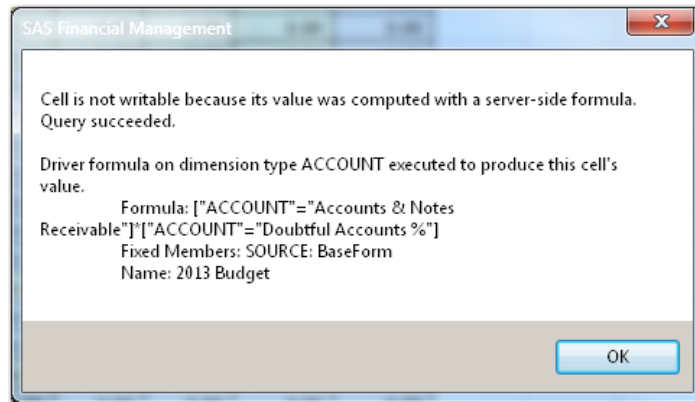 SAS Financial Management
Cell is not writable because its value was computed with a server-side formula.
Query succeeded.
Driver formula on dimension type ACCOUNT executed to produce this cell's
value.
Formula: ["ACCOUNT"="Accounts & Notes
Receivable"]*["ACCOUNT"="Doubtful Accounts %"]
Fixed Members: SOURCE: BaseForm
Name: 2013 Budget
OK